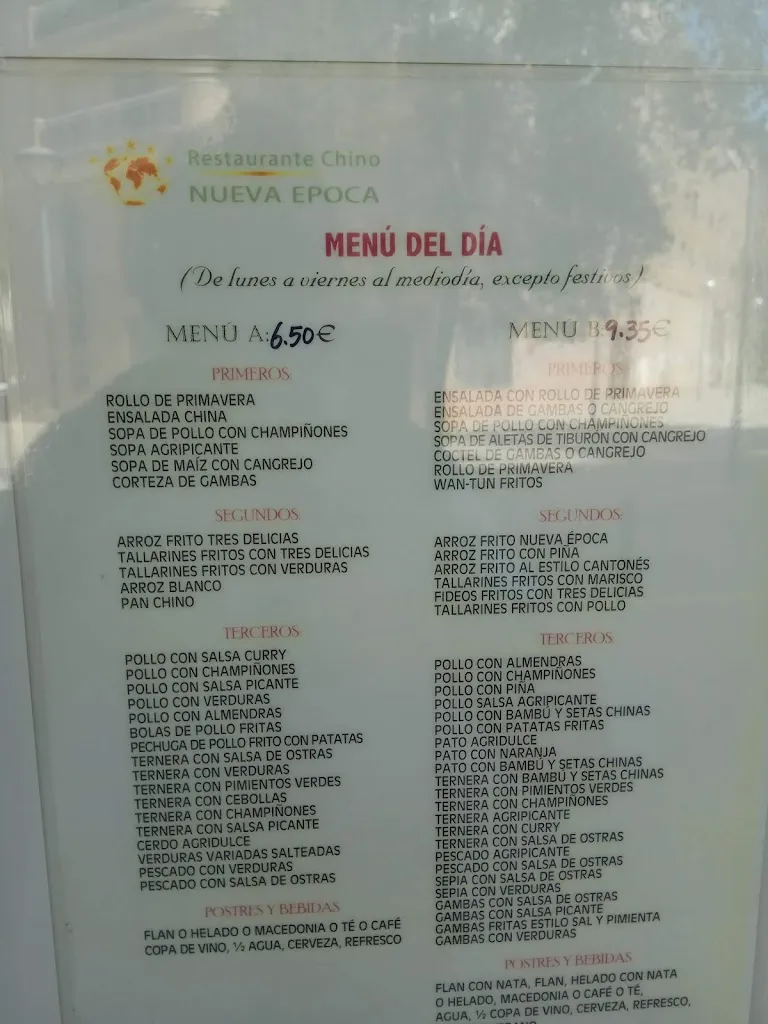 Restaurante Chino
NUEVA EPOCA
MENÚ DEL DÍA
(De lunes a viernes al mediodía, excepto festivos)
MENÚ A: 6.50€
PRIMEROS:
ROLLO DE PRIMAVERA
ENSALADA CHINA
SOPA DE POLLO CON CHAMPIÑONES
SOPA AGRIPICANTE
SOPA DE MAÍZ CON CANGREJO
CORTEZA DE GAMBAS
SEGUNDOS:
ARROZ FRITO TRES DELICIAS
TALLARINES FRITOS CON TRES DELICIAS
TALLARINES FRITOS CON VERDURAS
ARROZ BLANCO
PAN CHINO
TERCEROS:
POLLO CON SALSA CURRY
POLLO CON CHAMPIÑONES
POLLO CON SALSA PICANTE
POLLO CON VERDURAS
POLLO CON ALMENDRAS
BOLAS DE POLLO FRITAS
PECHUGA DE POLLO FRITO CON PATATAS
TERNERA CON SALSA DE OSTRAS
TERNERA CON VERDURAS
TERNERA CON PIMIENTOS VERDES
TERNERA CON CEBOLLAS
TERNERA CON CHAMPIÑONES
TERNERA CON SALSA PICANTE
CERDO AGRIDULCE
VERDURAS VARIADAS SALTEADAS
PESCADO CON VERDURAS
PESCADO CON SALSA DE OSTRAS
POSTRES Y BEBIDAS
FLAN O HELADO O MACEDONIA O TÉ O CAFÉ
COPA DE VINO, ½ AGUA, CERVEZA, REFRESCO
MENÚ B: 9.35€
PRIMEROS:
ENSALADA CON ROLLO DE PRIMAVERA
ENSALADA DE GAMBAS O CANGREJO
SOPA DE POLLO CON CHAMPIÑONES
SOPA DE ALETAS DE TIBURÓN CON CANGREJO
COCTEL DE GAMBAS O CANGREJO
ROLLO DE PRIMAVERA
WAN-TUN FRITOS
SEGUNDOS:
ARROZ FRITO NUEVA ÉPOCA
ARROZ FRITO CON PIÑA
ARROZ FRITO AL ESTILO CANTONÉS
TALLARINES FRITOS CON MARISCO
FIDEOS FRITOS CON TRES DELICIAS
TALLARINES FRITOS CON POLLO
TERCEROS:
POLLO CON ALMENDRAS
POLLO CON CHAMPIÑONES
POLLO CON PIÑA
POLLO SALSA AGRIPICANTE
POLLO CON BAMBÚ Y SETAS CHINAS
POLLO CON PATATAS FRITAS
PATO AGRIDULCE
PATO CON NARANJA
PATO CON BAMBÚ Y SETAS CHINAS
TERNERA CON BAMBÚ Y SETAS CHINAS
TERNERA CON PIMIENTOS VERDES
TERNERA CON CHAMPIÑONES
TERNERA AGRIPICANTE
TERNERA CON CURRY
TERNERA CON SALSA DE OSTRAS
PESCADO AGRIPICANTE
PESCADO CON SALSA DE OSTRAS
SEPIA CON SALSA DE OSTRAS
SEPIA CON VERDURAS
GAMBAS CON SALSA DE OSTRAS
GAMBAS CON SALSA PICANTE
GAMBAS FRITAS ESTILO SAL Y PIMIENTA
GAMBAS CON VERDURAS
POSTRES Y BEBIDAS
FLAN CON NATA, FLAN, HELADO CON NATA
O HELADO, MACEDONIA O CAFÉ O TÉ,
AGUA, ½ COPA DE VINO, CERVEZA, REFRESCO,